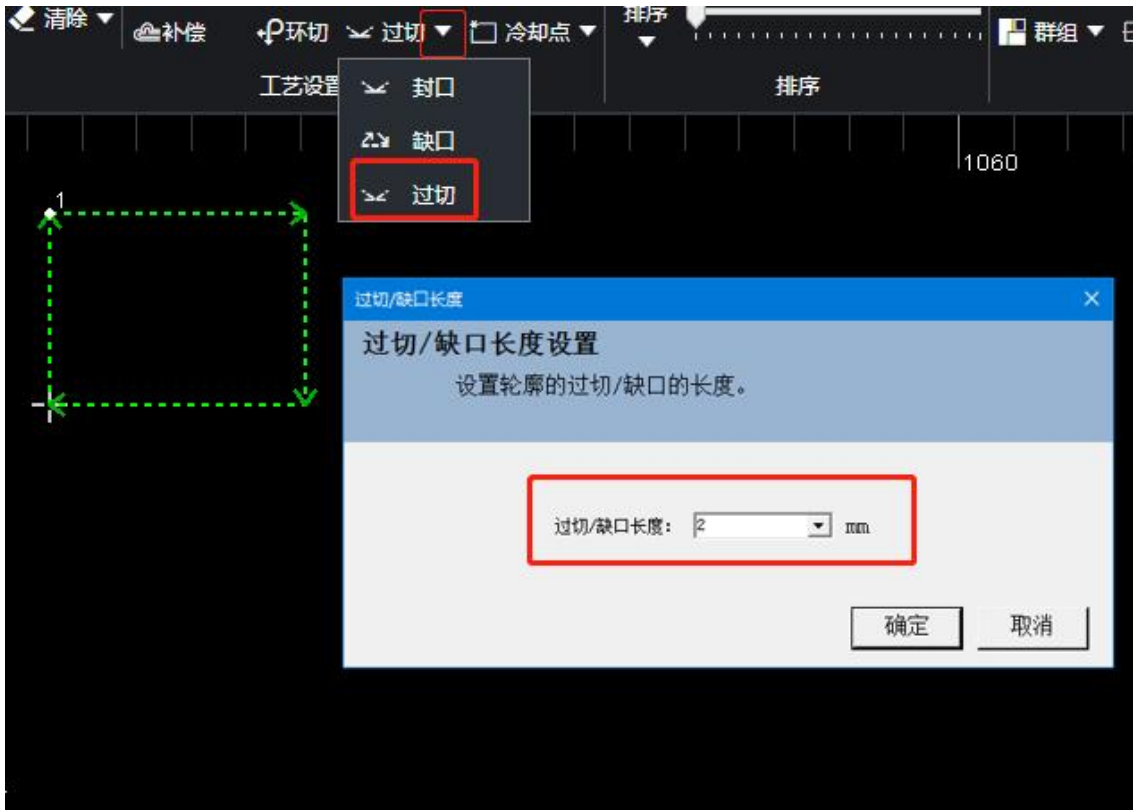 清除
补偿
环切
过切
冷却点
排序
群组
工艺设置
排序
封口
缺口
过切
1060
1
过切/缺口长度
过切/缺口长度设置
设置轮廓的过切/缺口的长度。
过切/缺口长度： 2 mm
确定 取消